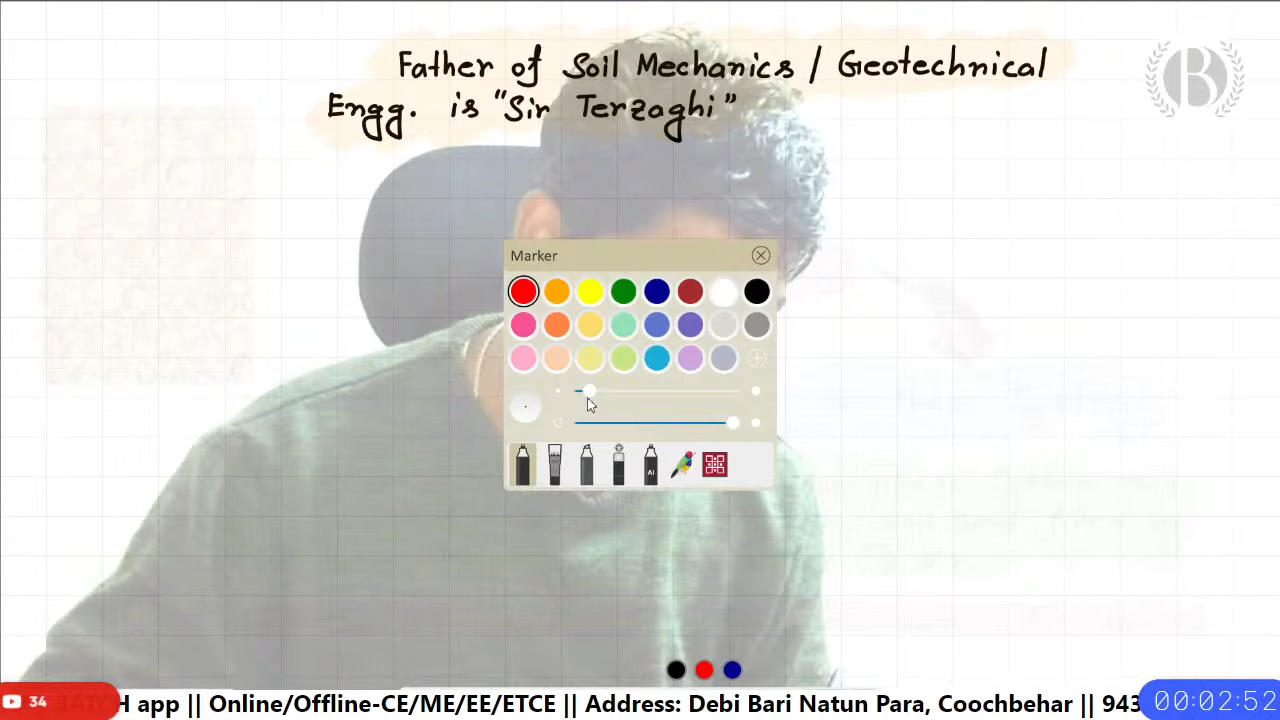 Father of Soil Mechanics / Geotechnical
Engg. is "Sir Terzaghi"
B
Marker
AI
34
H app || Online/Offline-CE/ME/EE/ETCE || Address: Debi Bari Natun Para, Coochbehar || 943
00:02:52